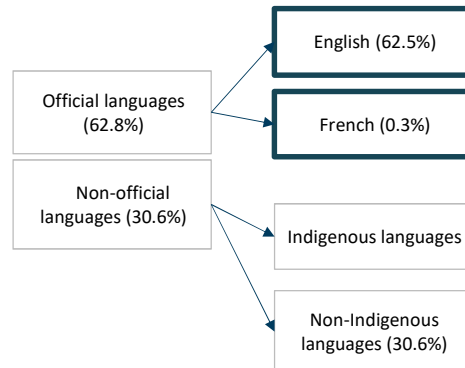 English (62.5%)
Official languages
(62.8%)
French (0.3%)
Non-official
languages (30.6%)
Indigenous languages
Non-Indigenous
languages (30.6%)